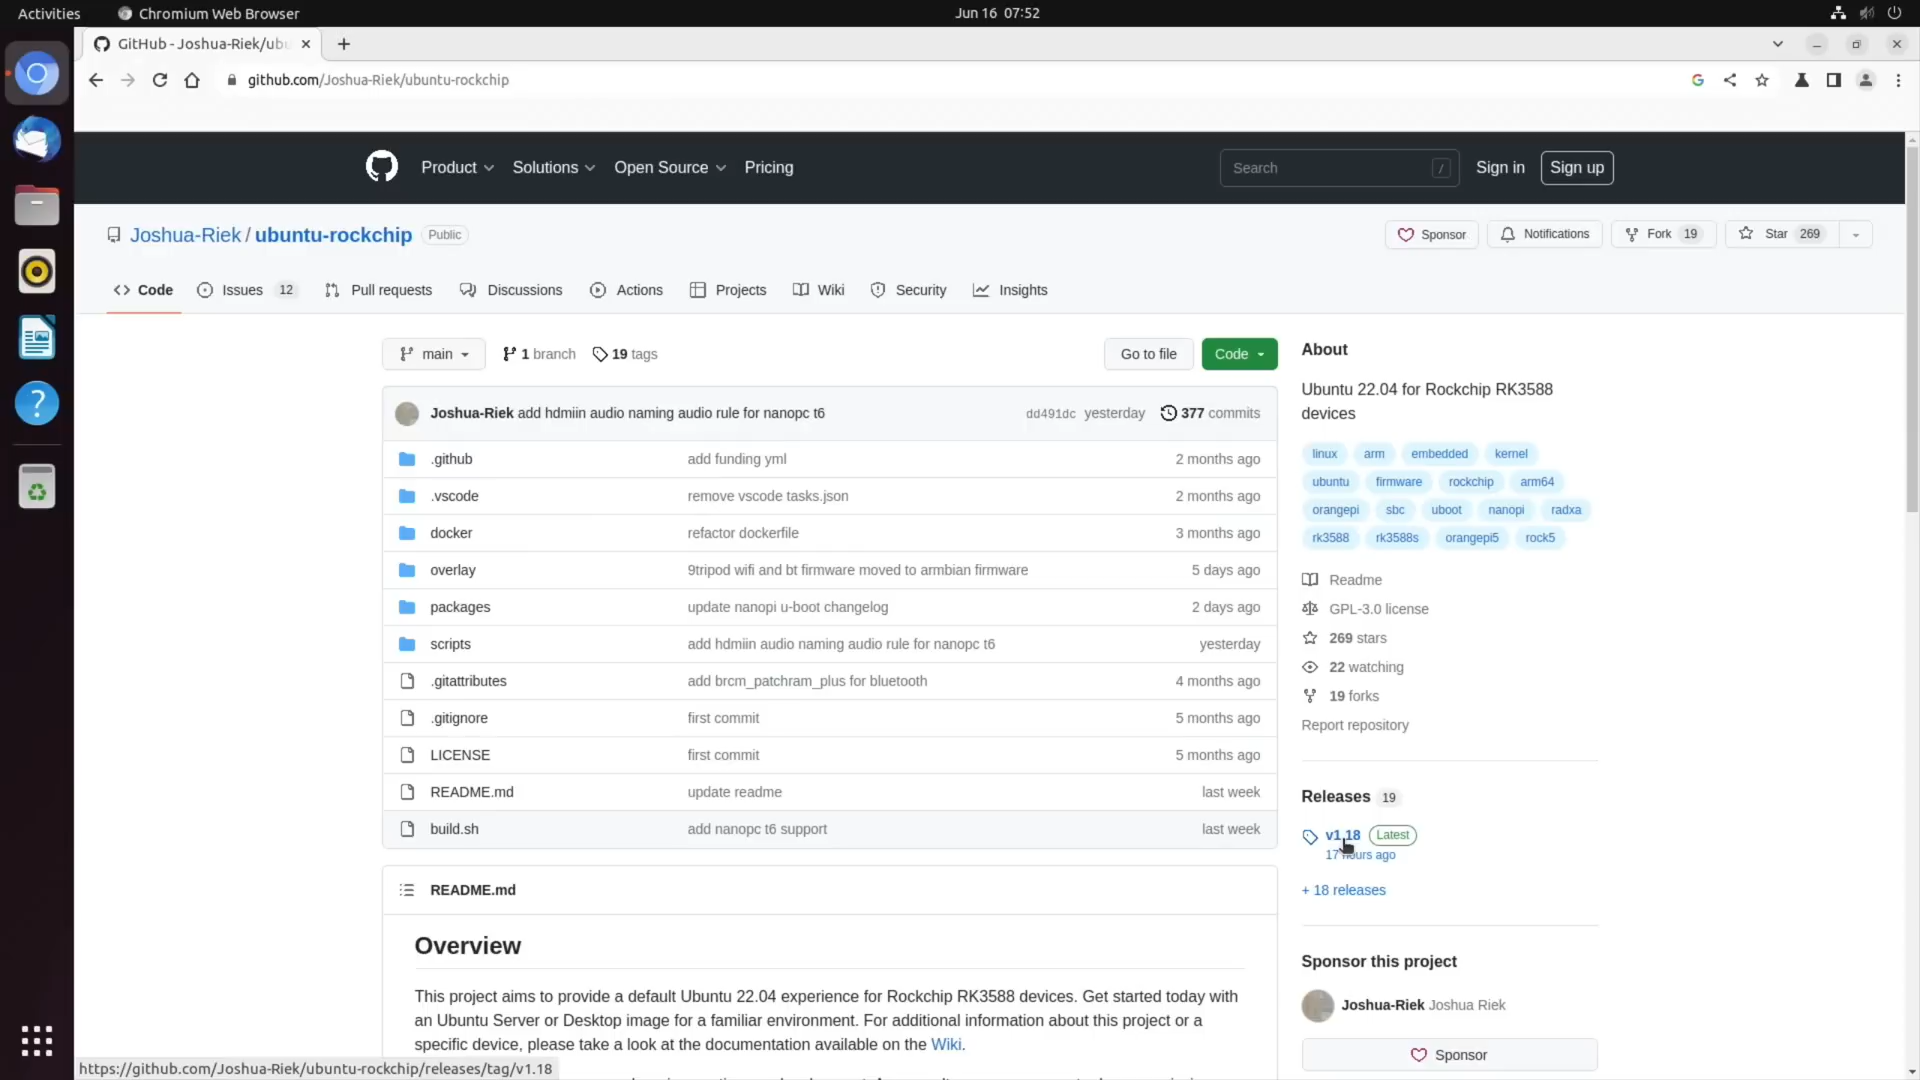 Activities Chromium Web Browser Jun 16 07:52
GitHub - Joshua-Riek/ubu
github.com/Joshua-Riek/ubuntu-rockchip
Product Solutions Open Source Pricing Search / Sign in Sign up
Joshua-Riek / ubuntu-rockchip Public Sponsor Notifications Fork 19 Star 269
Code Issues 12 Pull requests Discussions Actions Projects Wiki Security Insights
main 1 branch 19 tags Go to file Code
Joshua-Riek add hdmiin audio naming audio rule for nanopc t6 dd491dc yesterday 377 commits
.github add funding yml 2 months ago
.vscode remove vscode tasks.json 2 months ago
docker refactor dockerfile 3 months ago
overlay 9tripod wifi and bt firmware moved to armbian firmware 5 days ago
packages update nanopi u-boot changelog 2 days ago
scripts add hdmiin audio naming audio rule for nanopc t6 yesterday
.gitattributes add brcm_patchram_plus for bluetooth 4 months ago
.gitignore first commit 5 months ago
LICENSE first commit 5 months ago
README.md update readme last week
build.sh add nanopc t6 support last week
README.md
Overview
This project aims to provide a default Ubuntu 22.04 experience for Rockchip RK3588 devices. Get started today with
an Ubuntu Server or Desktop image for a familiar environment. For additional information about this project or a
specific device, please take a look at the documentation available on the Wiki.
About
Ubuntu 22.04 for Rockchip RK3588
devices
linux arm embedded kernel
ubuntu firmware rockchip arm64
orangepi sbc uboot nanopi radxa
rk3588 rk3588s orangepi5 rock5
Readme
GPL-3.0 license
269 stars
22 watching
19 forks
Report repository
Releases 19
v1.18 Latest
17 hours ago
+ 18 releases
Sponsor this project
Joshua-Riek Joshua Riek
Sponsor
https://github.com/Joshua-Riek/ubuntu-rockchip/releases/tag/v1.18